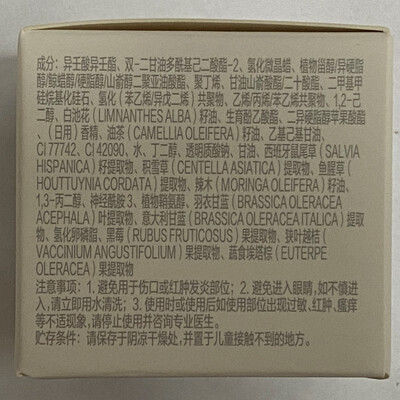 成分：异壬酸异壬酯、双-二甘油多酰基己二酸酯-2、氢化微晶蜡、植物甾醇/异硬脂
醇/鲸蜡醇/硬脂醇/山嵛醇二聚亚油酸酯、聚丁烯、甘油山嵛酸酯/二十酸酯、二甲基甲
硅烷基化硅石、氢化（苯乙烯/异戊二烯）共聚物、乙烯/丙烯/苯乙烯共聚物、1,2-己
二醇、白池花（LIMNANTHES ALBA）籽油、生育酚乙酸酯、二异硬脂醇苹果酸酯
、（日用）香精、油茶（CAMELLIA OLEIFERA）籽油、乙基己基甘油、
CI 77742、CI 42090、水、丁二醇、透明质酸钠、甘油、西班牙鼠尾草（SALVIA
HISPANICA）籽提取物、积雪草（CENTELLA ASIATICA）提取物、鱼腥草（
HOUTTUYNIA CORDATA）提取物、辣木（MORINGA OLEIFERA）籽油、
1,3-丙二醇、神经酰胺 3、植物鞘氨醇、羽衣甘蓝（BRASSICA OLERACEA
ACEPHALA）叶提取物、意大利甘蓝（BRASSICA OLERACEA ITALICA）提取
物、氢化卵磷脂、黑莓（RUBUS FRUTICOSUS）果提取物、狭叶越桔（
VACCINIUM ANGUSTIFOLIUM）果提取物、蔬食埃塔棕（EUTERPE
OLERACEA）果提取物
注意事项：1. 避免用于伤口或红肿发炎部位；2. 避免进入眼睛，如不慎进
入，请立即用水清洗；3. 使用时或使用后如使用部位出现过敏、红肿、瘙痒
等不适现象，请停止使用并咨询专业医生。
贮存条件：请保存于阴凉干燥处，并置于儿童接触不到的地方。